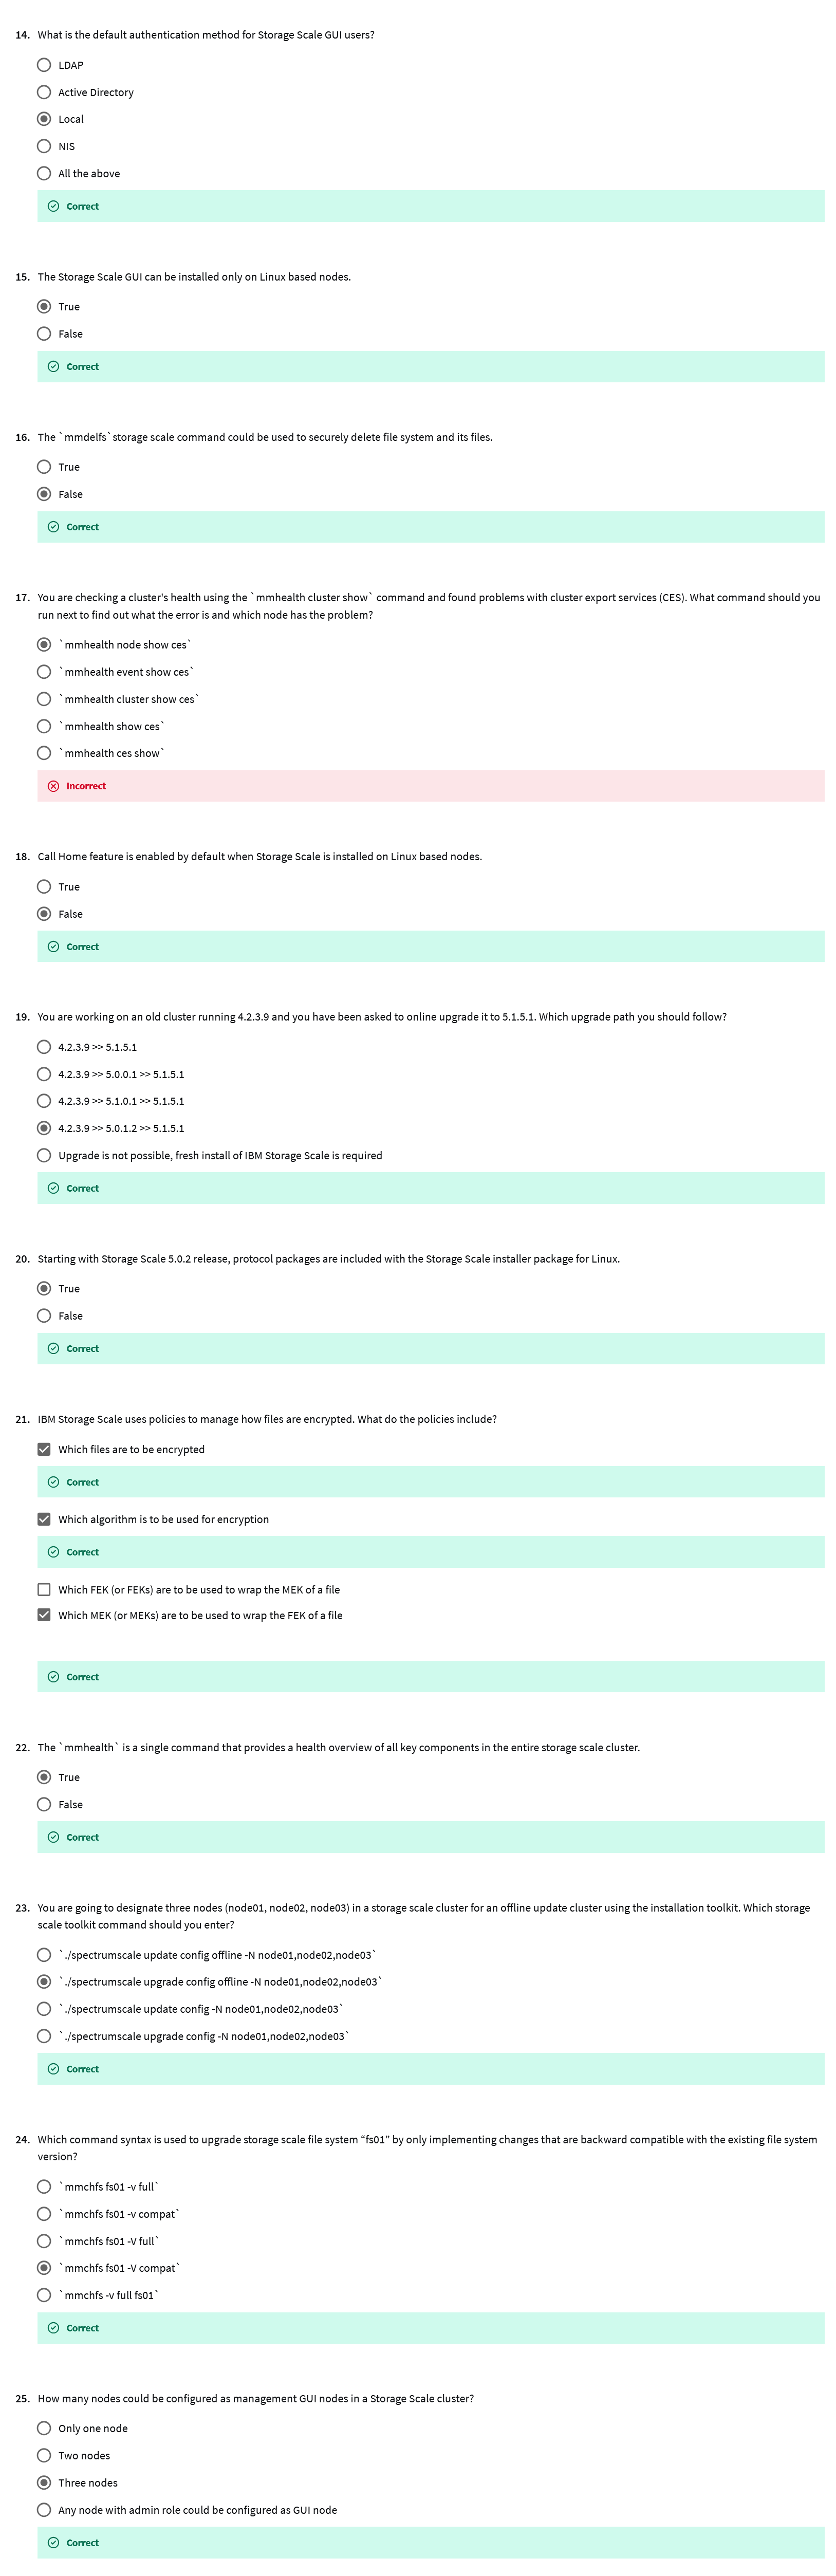 14. What is the default authentication method for Storage Scale GUI users?
LDAP
Active Directory
Local
NIS
All the above
Correct
15. The Storage Scale GUI can be installed only on Linux based nodes.
True
False
Correct
16. The `mmdelfs` storage scale command could be used to securely delete file system and its files.
True
False
Correct
17. You are checking a cluster's health using the `mmhealth cluster show` command and found problems with cluster export services (CES). What command should you
run next to find out what the error is and which node has the problem?
`mmhealth node show ces`
`mmhealth event show ces`
`mmhealth cluster show ces`
`mmhealth show ces`
`mmhealth ces show`
Incorrect
18. Call Home feature is enabled by default when Storage Scale is installed on Linux based nodes.
True
False
Correct
19. You are working on an old cluster running 4.2.3.9 and you have been asked to online upgrade it to 5.1.5.1. Which upgrade path you should follow?
4.2.3.9 >> 5.1.5.1
4.2.3.9 >> 5.0.0.1 >> 5.1.5.1
4.2.3.9 >> 5.1.0.1 >> 5.1.5.1
4.2.3.9 >> 5.0.1.2 >> 5.1.5.1
Upgrade is not possible, fresh install of IBM Storage Scale is required
Correct
20. Starting with Storage Scale 5.0.2 release, protocol packages are included with the Storage Scale installer package for Linux.
True
False
Correct
21. IBM Storage Scale uses policies to manage how files are encrypted. What do the policies include?
Which files are to be encrypted
Correct
Which algorithm is to be used for encryption
Correct
Which FEK (or FEKs) are to be used to wrap the MEK of a file
Which MEK (or MEKs) are to be used to wrap the FEK of a file
Correct
22. The `mmhealth` is a single command that provides a health overview of all key components in the entire storage scale cluster.
True
False
Correct
23. You are going to designate three nodes (node01, node02, node03) in a storage scale cluster for an offline update cluster using the installation toolkit. Which storage
scale toolkit command should you enter?
`./spectrumscale update config offline -N node01,node02,node03`
`./spectrumscale upgrade config offline -N node01,node02,node03`
`./spectrumscale update config -N node01,node02,node03`
`./spectrumscale upgrade config -N node01,node02,node03`
Correct
24. Which command syntax is used to upgrade storage scale file system “fs01” by only implementing changes that are backward compatible with the existing file system
version?
`mmchfs fs01 -v full`
`mmchfs fs01 -v compat`
`mmchfs fs01 -V full`
`mmchfs fs01 -V compat`
`mmchfs -v full fs01`
Correct
25. How many nodes could be configured as management GUI nodes in a Storage Scale cluster?
Only one node
Two nodes
Three nodes
Any node with admin role could be configured as GUI node
Correct